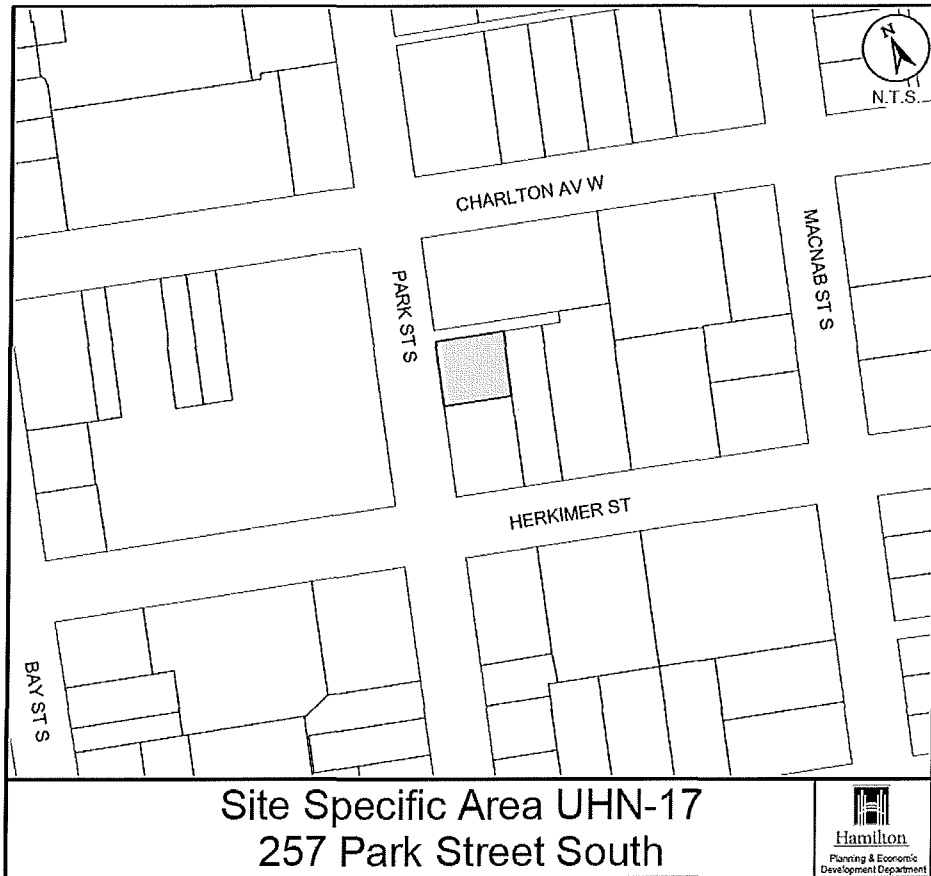 N
N.T.S.
CHARLTON AV W
MACNAB ST S
PARK ST S
HERKIMER ST
BAY ST S
Site Specific Area UHN-17
257 Park Street South
Hamilton
Planning & Economic
Development Department